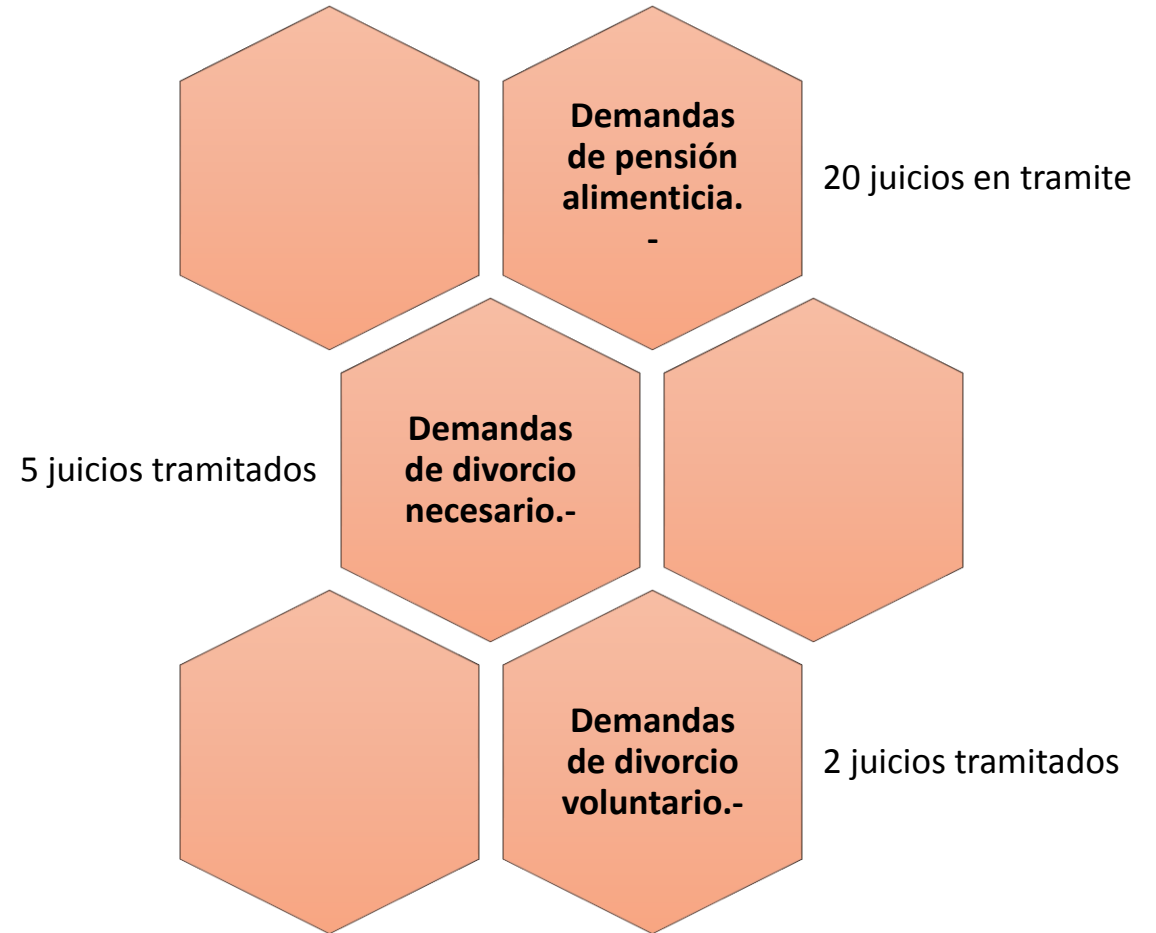 Demandas
de pensión
alimenticia.
-
20 juicios en tramite
5 juicios tramitados
Demandas
de divorcio
necesario.-
Demandas
de divorcio
voluntario.-
2 juicios tramitados